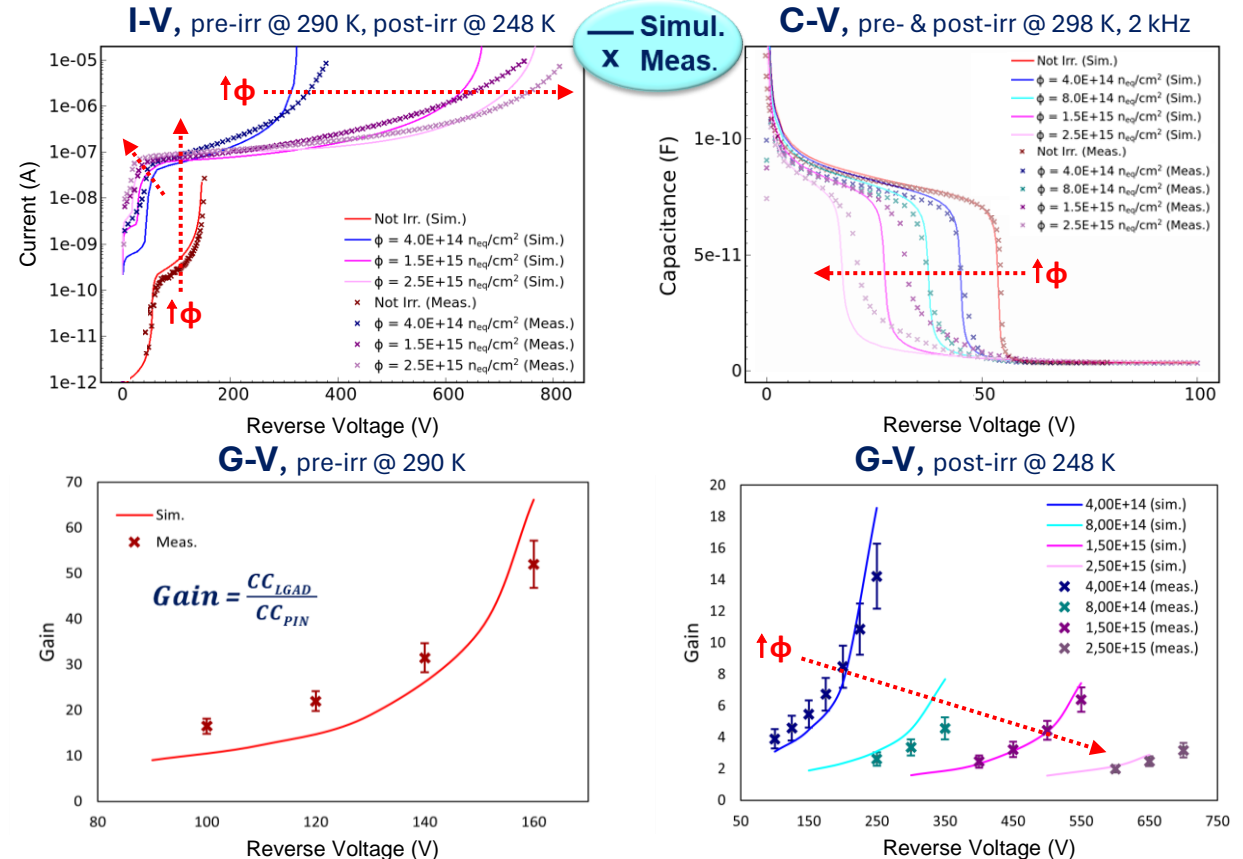 I-V, pre-irr @ 290 K, post-irr @ 248 K
Simul.
x Meas.
C-V, pre- & post-irr @ 298 K, 2 kHz
Current (A)
1E-05
1E-06
1E-07
1E-08
1E-09
1E-10
1E-11
1E-12
0 200 400 600 800
Reverse Voltage (V)
↑ϕ
↑ϕ
Not Irr. (Sim.)
ϕ = 4.0E+14 neq/cm² (Sim.)
ϕ = 1.5E+15 neq/cm² (Sim.)
ϕ = 2.5E+15 neq/cm² (Sim.)
Not Irr. (Meas.)
ϕ = 4.0E+14 neq/cm² (Meas.)
ϕ = 1.5E+15 neq/cm² (Meas.)
ϕ = 2.5E+15 neq/cm² (Meas.)
Capacitance (F)
1e-10
5e-11
0
0 50 100
Reverse Voltage (V)
↑ϕ
Not Irr. (Sim.)
ϕ = 4.0E+14 neq/cm² (Sim.)
ϕ = 8.0E+14 neq/cm² (Sim.)
ϕ = 1.5E+15 neq/cm² (Sim.)
ϕ = 2.5E+15 neq/cm² (Sim.)
Not Irr. (Meas.)
ϕ = 4.0E+14 neq/cm² (Meas.)
ϕ = 8.0E+14 neq/cm² (Meas.)
ϕ = 1.5E+15 neq/cm² (Meas.)
ϕ = 2.5E+15 neq/cm² (Meas.)
G-V, pre-irr @ 290 K
Gain
70
60
50
40
30
20
10
0
80 100 120 140 160
Reverse Voltage (V)
Sim.
Meas.
Gain = CC_LGAD / CC_PIN
G-V, post-irr @ 248 K
Gain
20
18
16
14
12
10
8
6
4
2
0
50 150 250 350 450 550 650 750
Reverse Voltage (V)
↑ϕ
4,00E+14 (sim.)
8,00E+14 (sim.)
1,50E+15 (sim.)
2,50E+15 (sim.)
4,00E+14 (meas.)
8,00E+14 (meas.)
1,50E+15 (meas.)
2,50E+15 (meas.)